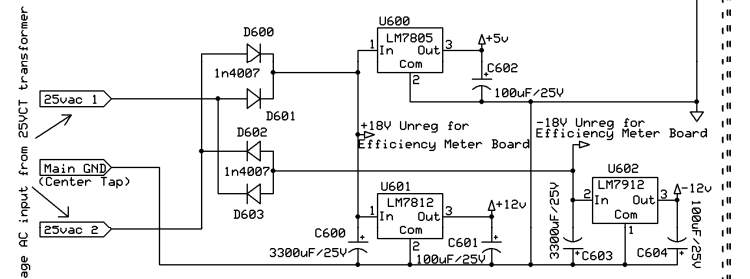 age AC input from 25VCT transformer
25vac 1
Main GND
(Center Tap)
25vac 2
D600
1n4007
D601
D602
1n4007
D603
U600
LM7805
1
In
Out
3
Com
2
+5v
C602
+
100uF/25V
+18V Unreg for
Efficiency Meter Board
-18V Unreg for
Efficiency Meter Board
U601
LM7812
1
In
Out
3
Com
2
+12v
C600
+
3300uF/25V
C601
+
100uF/25V
U602
LM7912
2
In
Out
3
Com
1
-12v
3300uF/25V
+
C603
C604
+
100uF/25V